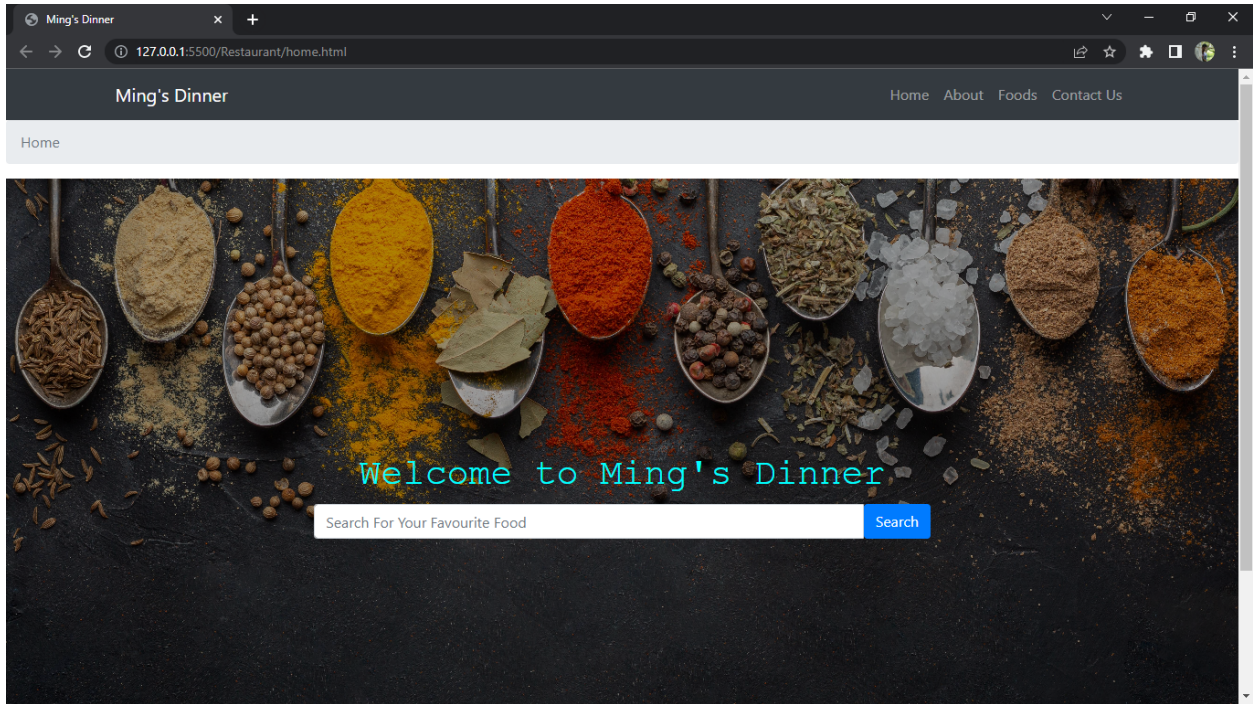 Ming's Dinner
127.0.0.1:5500/Restaurant/home.html
Ming's Dinner Home About Foods Contact Us
Home
Welcome to Ming's Dinner
Search For Your Favourite Food Search